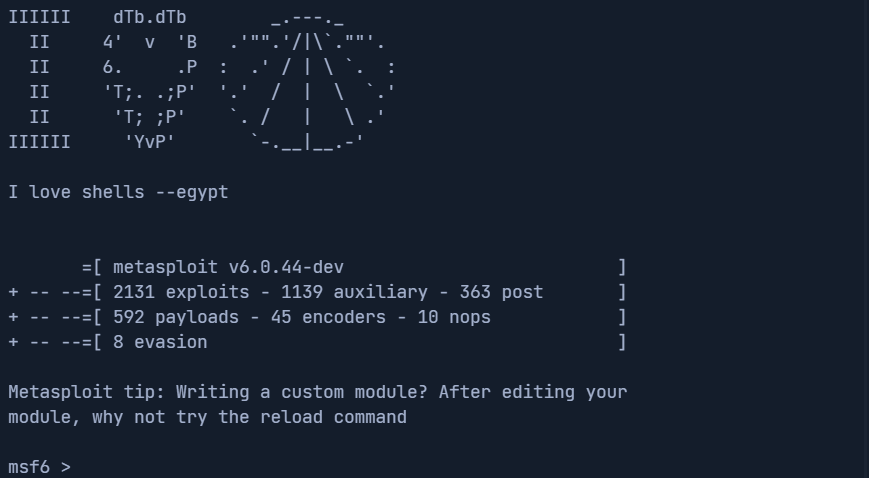 IIIIII    dTb.dTb        _.---._
  II     4'  v  'B   .'"".'/|\`.""'.
  II     6.     .P  :  .' / | \ `.  :
  II     'T;. .;P'  '.'  /  |  \  `.'
  II      'T; ;P'    `. /   |   \ .'
IIIIII     'YvP'       `-.__|__.-'
I love shells --egypt
       =[ metasploit v6.0.44-dev                          ]
+ -- --=[ 2131 exploits - 1139 auxiliary - 363 post       ]
+ -- --=[ 592 payloads - 45 encoders - 10 nops            ]
+ -- --=[ 8 evasion                                       ]
Metasploit tip: Writing a custom module? After editing your
module, why not try the reload command
msf6 >